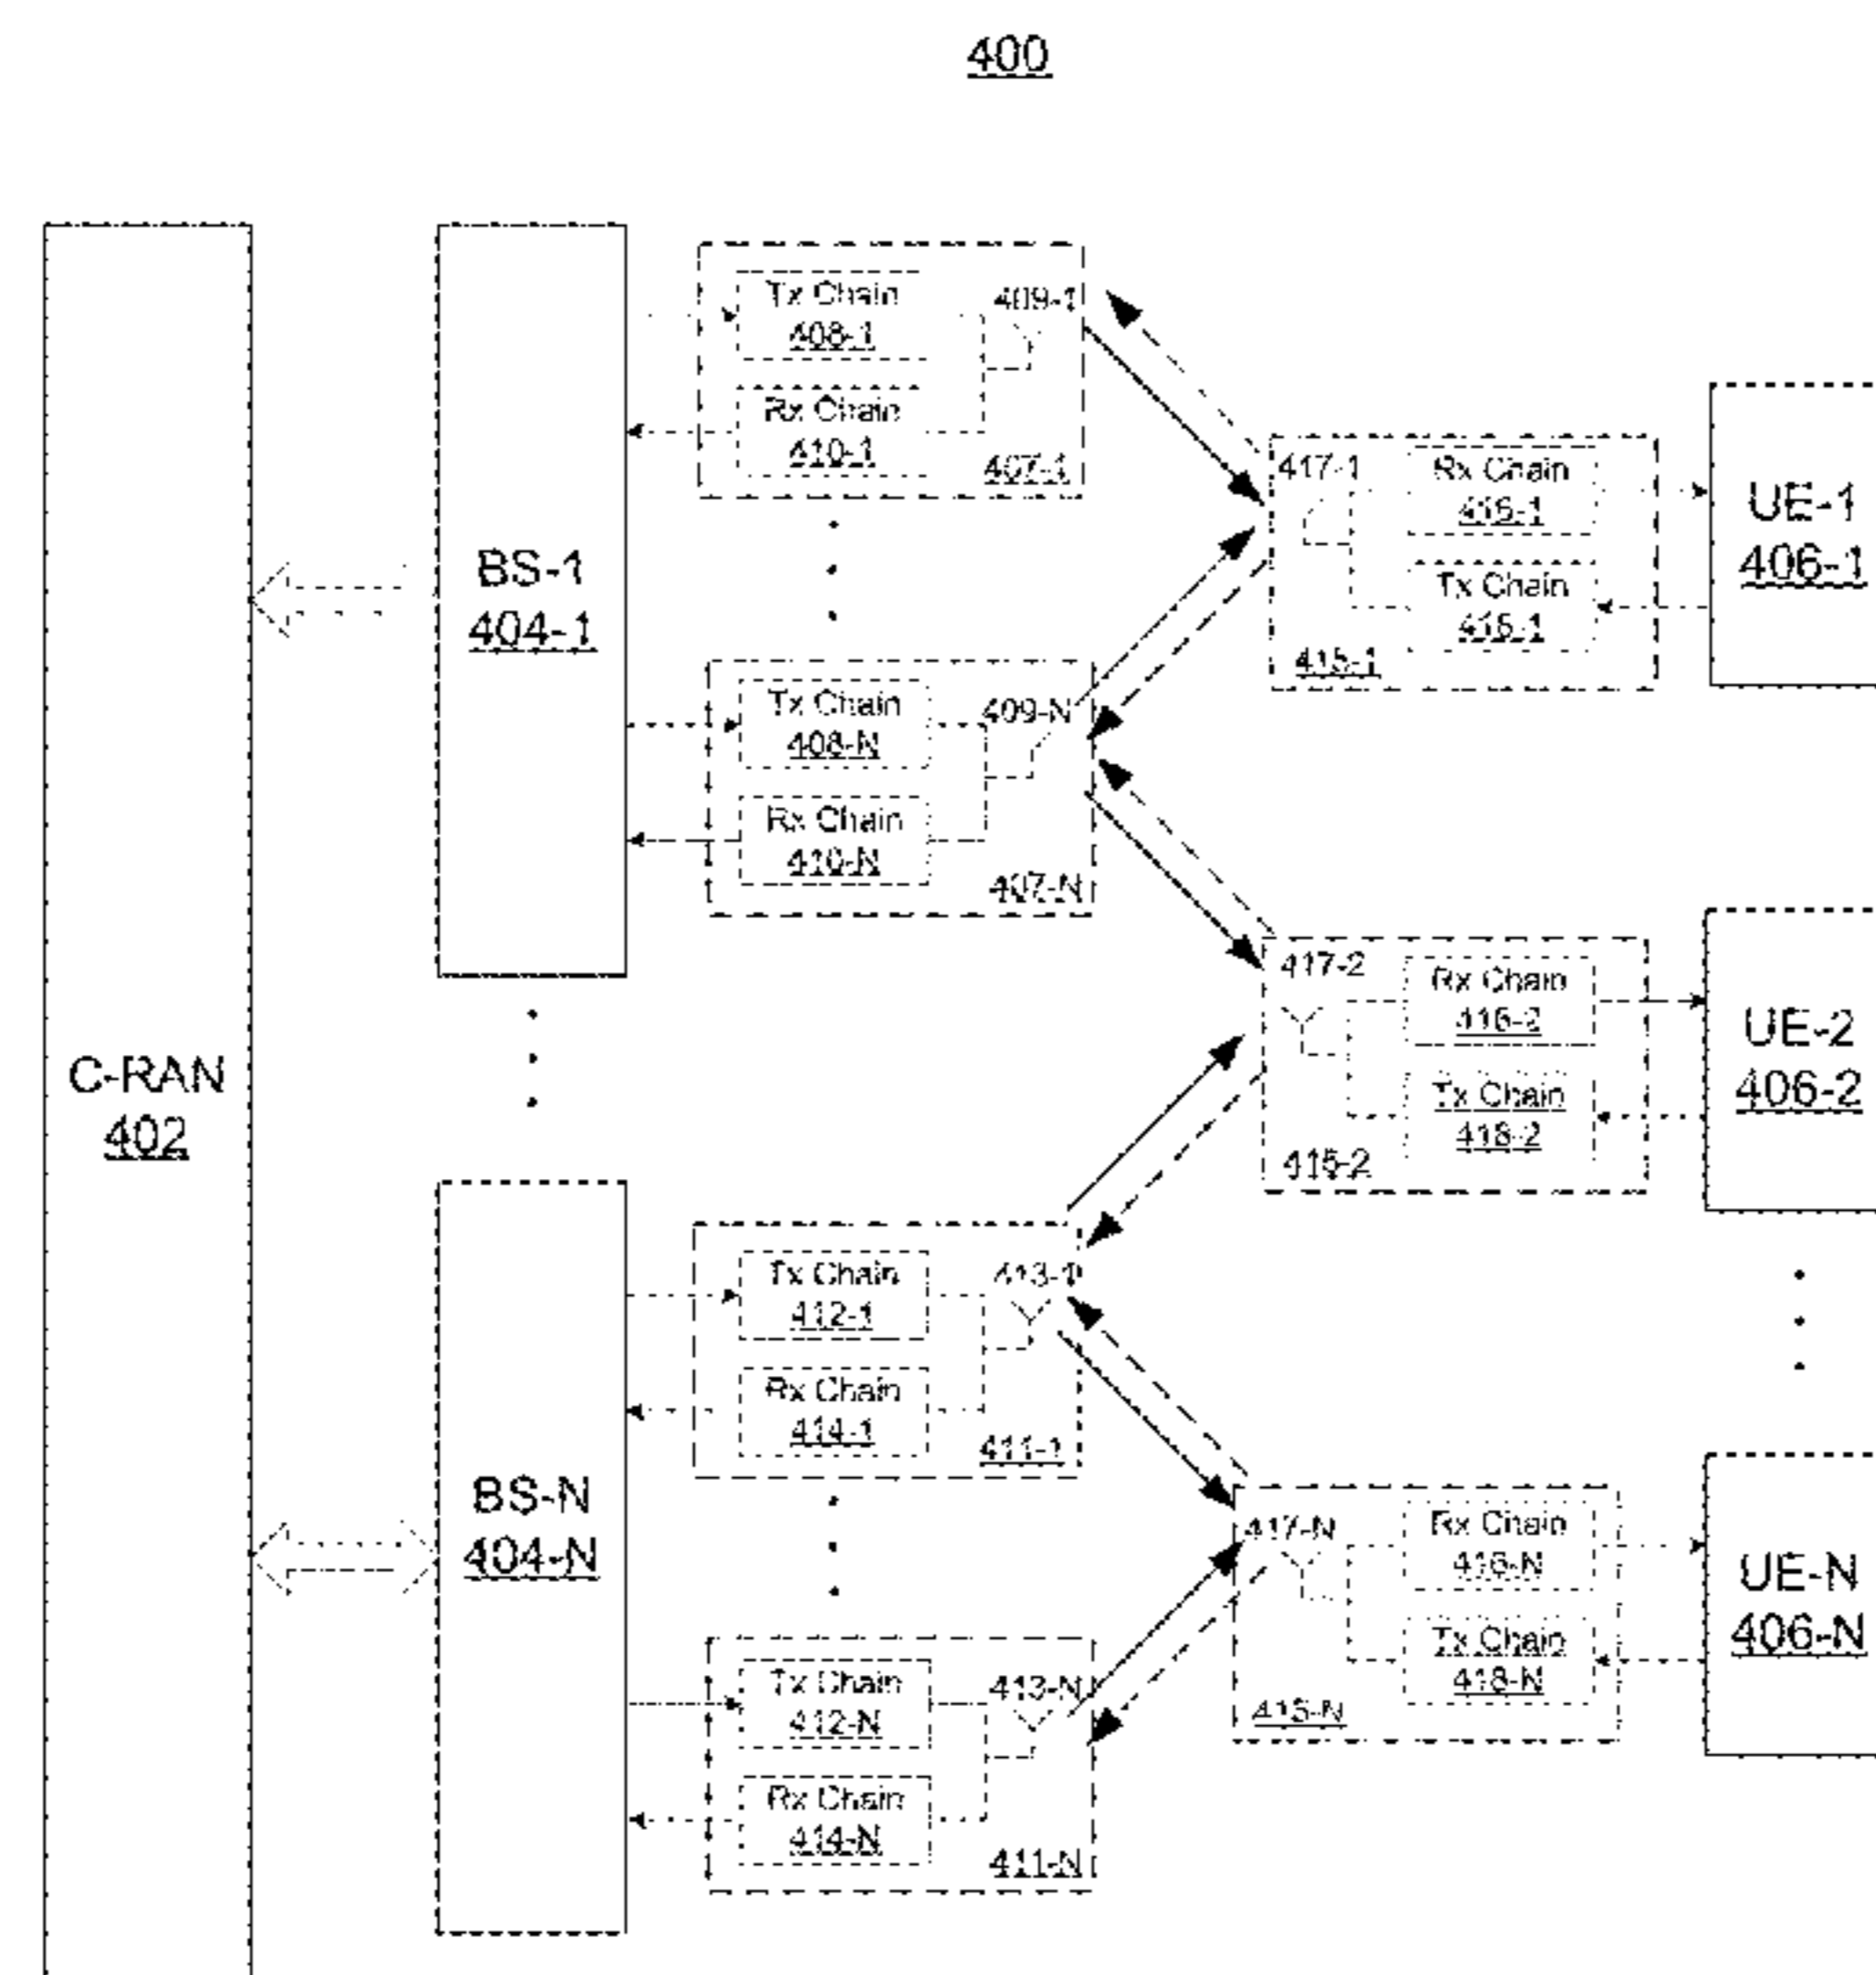 400
C-RAN
402
BS-1
404-1
Tx Chain
408-1
409-1
Rx Chain
410-1
407-1
Tx Chain
408-N
409-N
Rx Chain
410-N
407-N
BS-N
404-N
Tx Chain
412-1
413-1
Rx Chain
414-1
411-1
Tx Chain
412-N
413-N
Rx Chain
414-N
411-N
417-1
Rx Chain
416-1
Tx Chain
418-1
415-1
UE-1
406-1
417-2
Rx Chain
416-2
Tx Chain
418-2
415-2
UE-2
406-2
417-N
Rx Chain
416-N
Tx Chain
418-N
415-N
UE-N
406-N